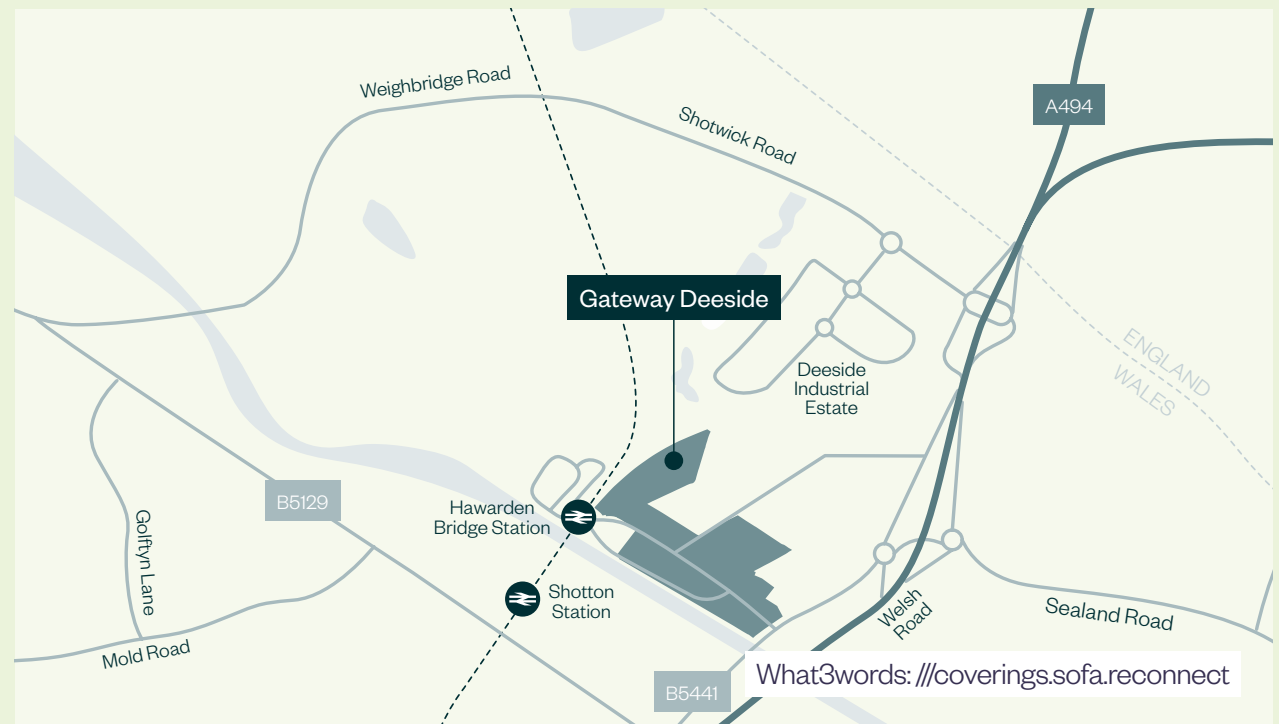 Weighbridge Road
Shotwick Road
A494
Gateway Deeside
ENGLAND
WALES
Deeside
Industrial
Estate
B5129
Hawarden
Bridge Station
Golftyn Lane
Shotton
Station
Welsh
Road
Sealand Road
Mold Road
What3words: ///coverings.sofa.reconnect
B5441